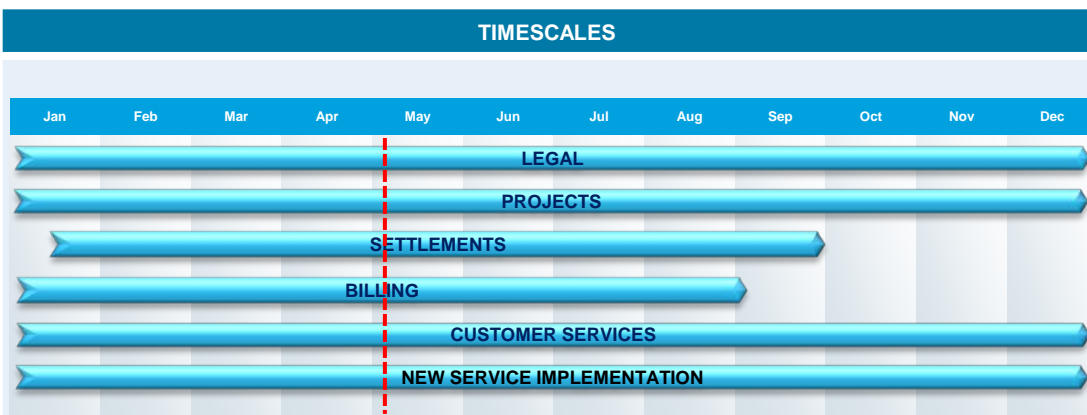 TIMESCALES
Jan Feb Mar Apr May Jun Jul Aug Sep Oct Nov Dec
LEGAL
PROJECTS
SETTLEMENTS
BILLING
CUSTOMER SERVICES
NEW SERVICE IMPLEMENTATION